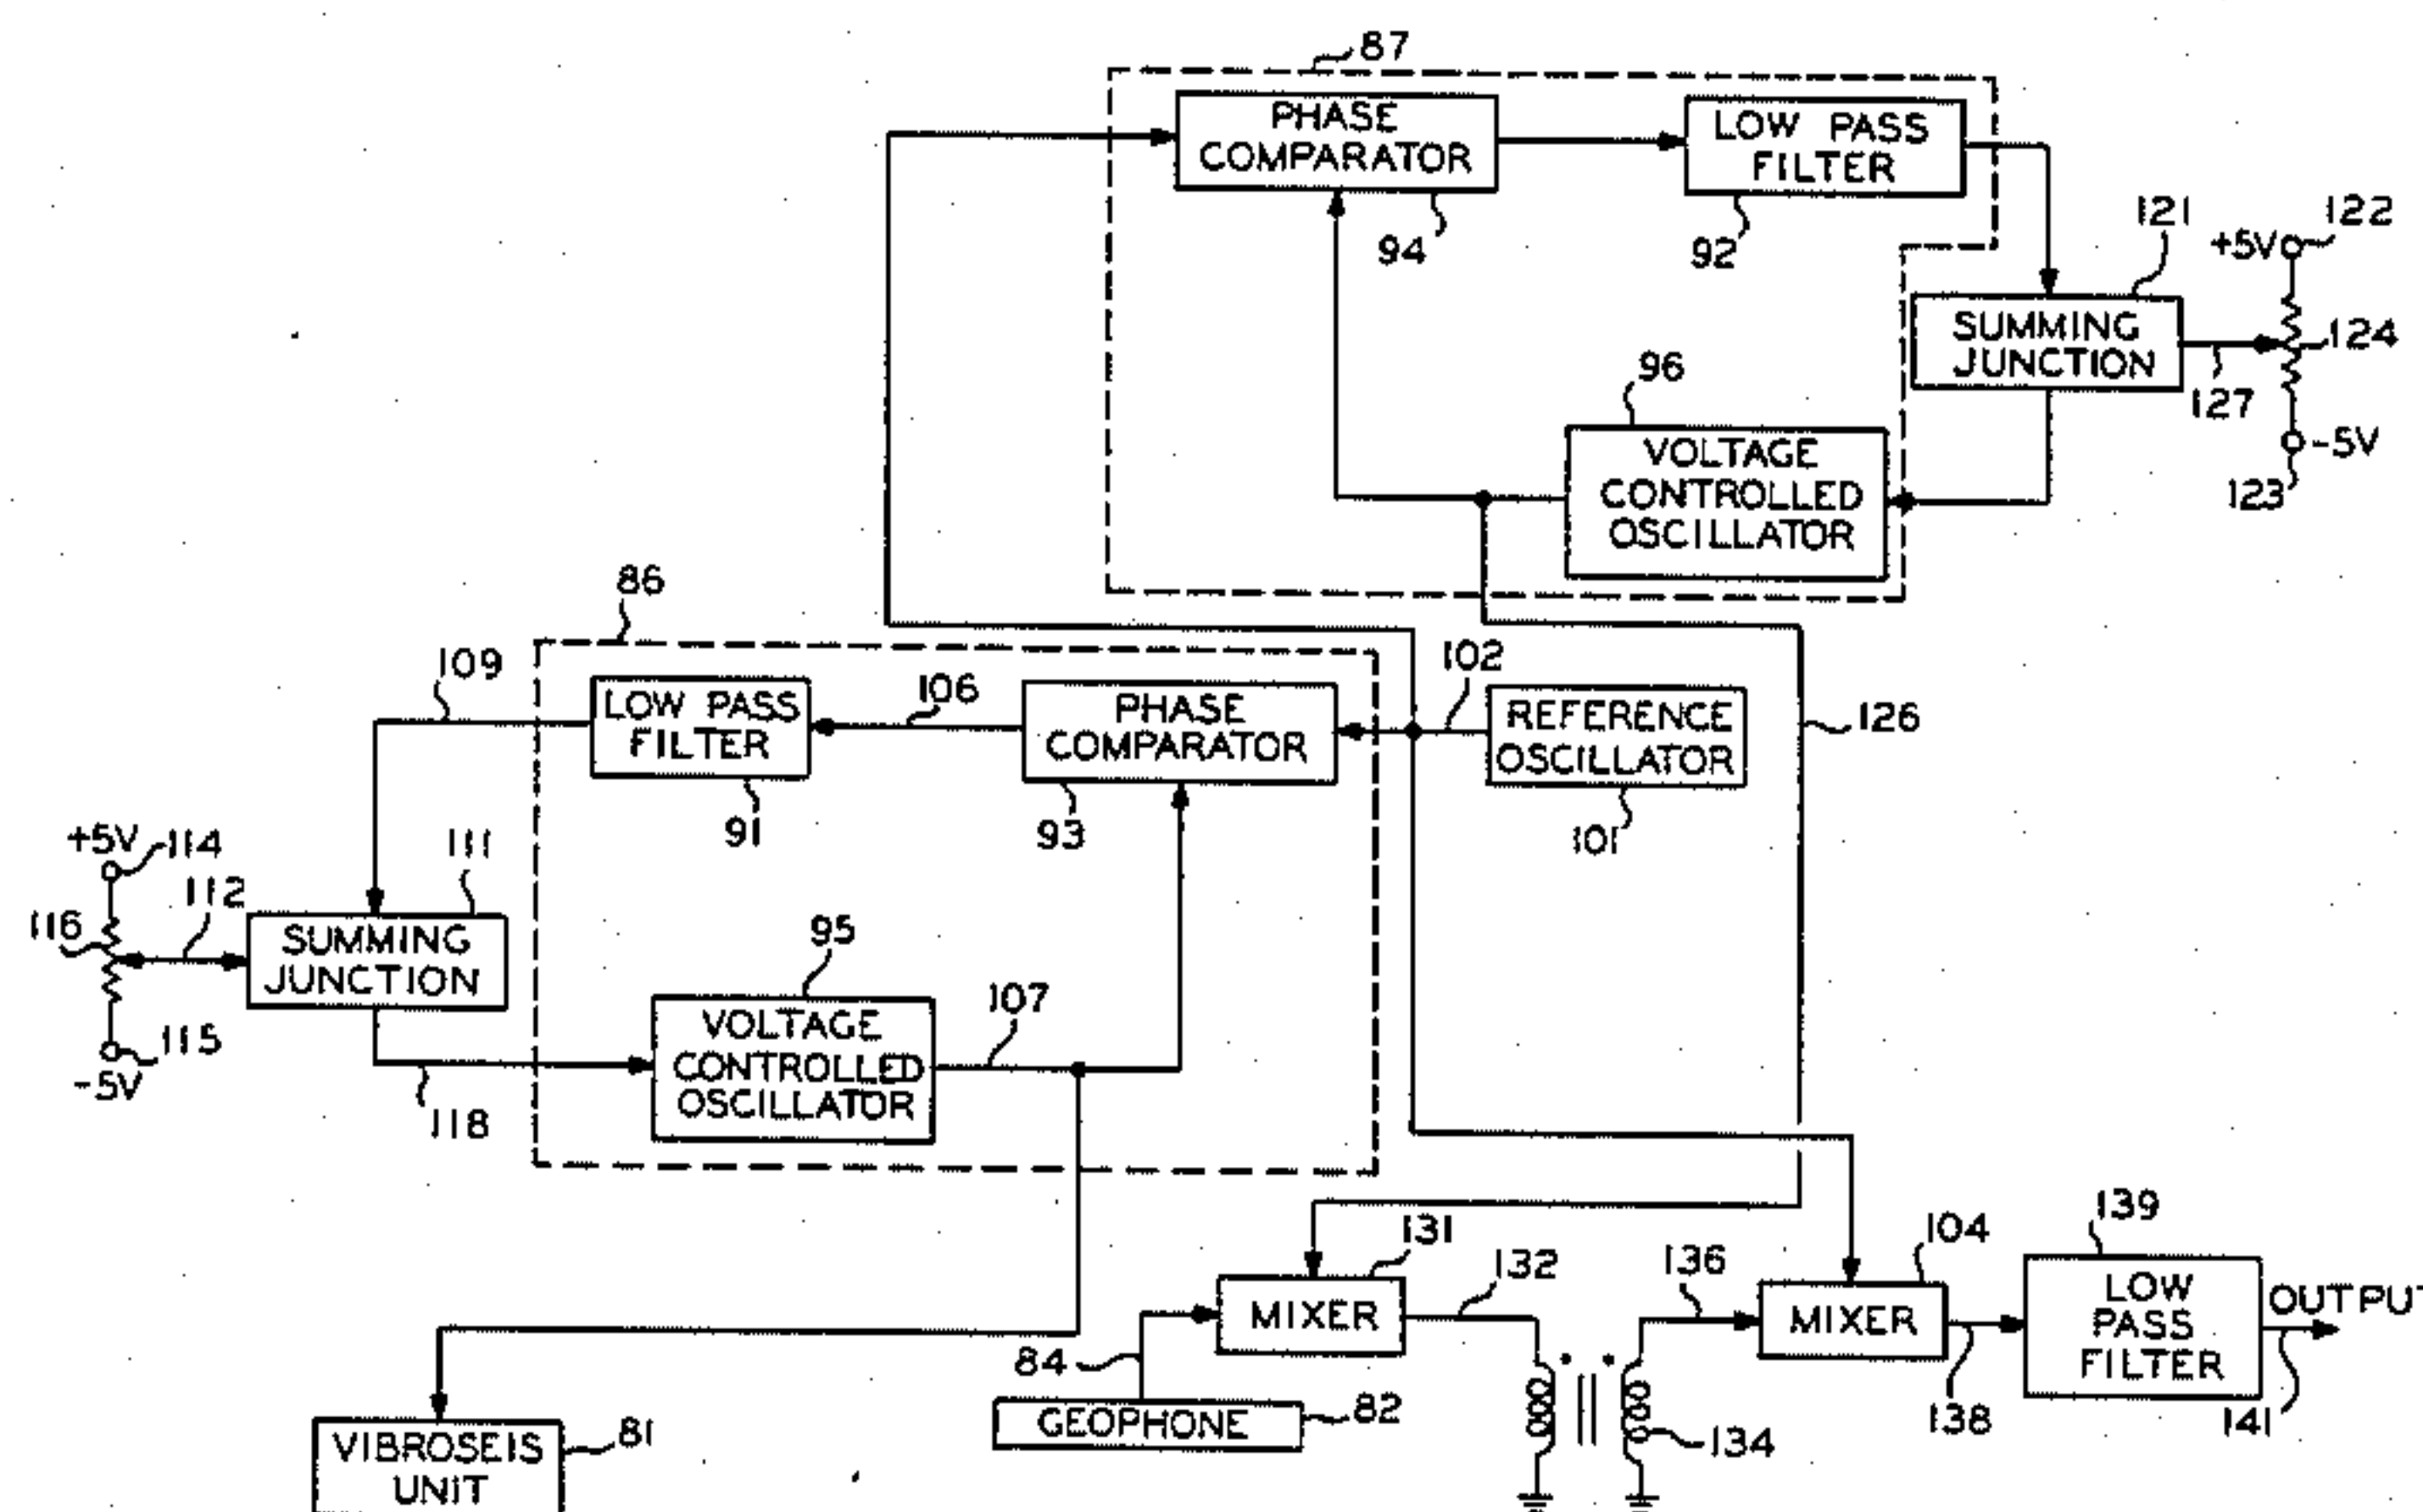 87
PHASE
COMPARATOR
94
LOW PASS
FILTER
92
121
122
+5V
SUMMING
JUNCTION
124
127
-5V
123
96
VOLTAGE
CONTROLLED
OSCILLATOR
86
109
LOW PASS
FILTER
91
106
PHASE
COMPARATOR
93
102
REFERENCE
OSCILLATOR
101
126
+5V
114
112
111
116
SUMMING
JUNCTION
115
-5V
118
95
VOLTAGE
CONTROLLED
OSCILLATOR
107
131
MIXER
132
84
GEOPHONE
82
136
134
104
MIXER
138
139
LOW
PASS
FILTER
OUTPUT
141
VIBROSEIS
UNIT
81